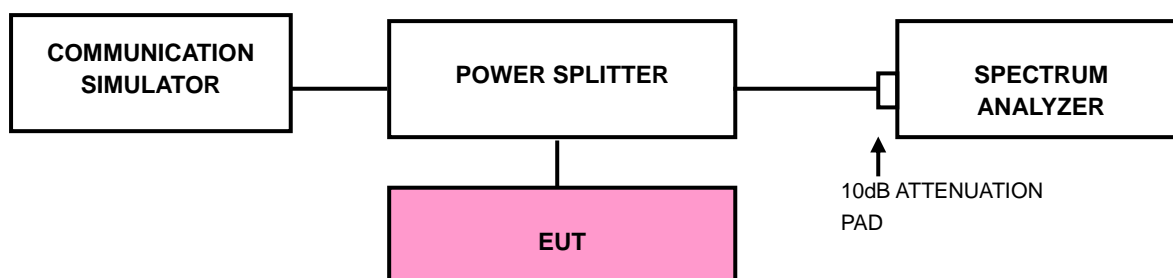 COMMUNICATION
SIMULATOR
POWER SPLITTER
SPECTRUM
ANALYZER
10dB ATTENUATION
PAD
EUT